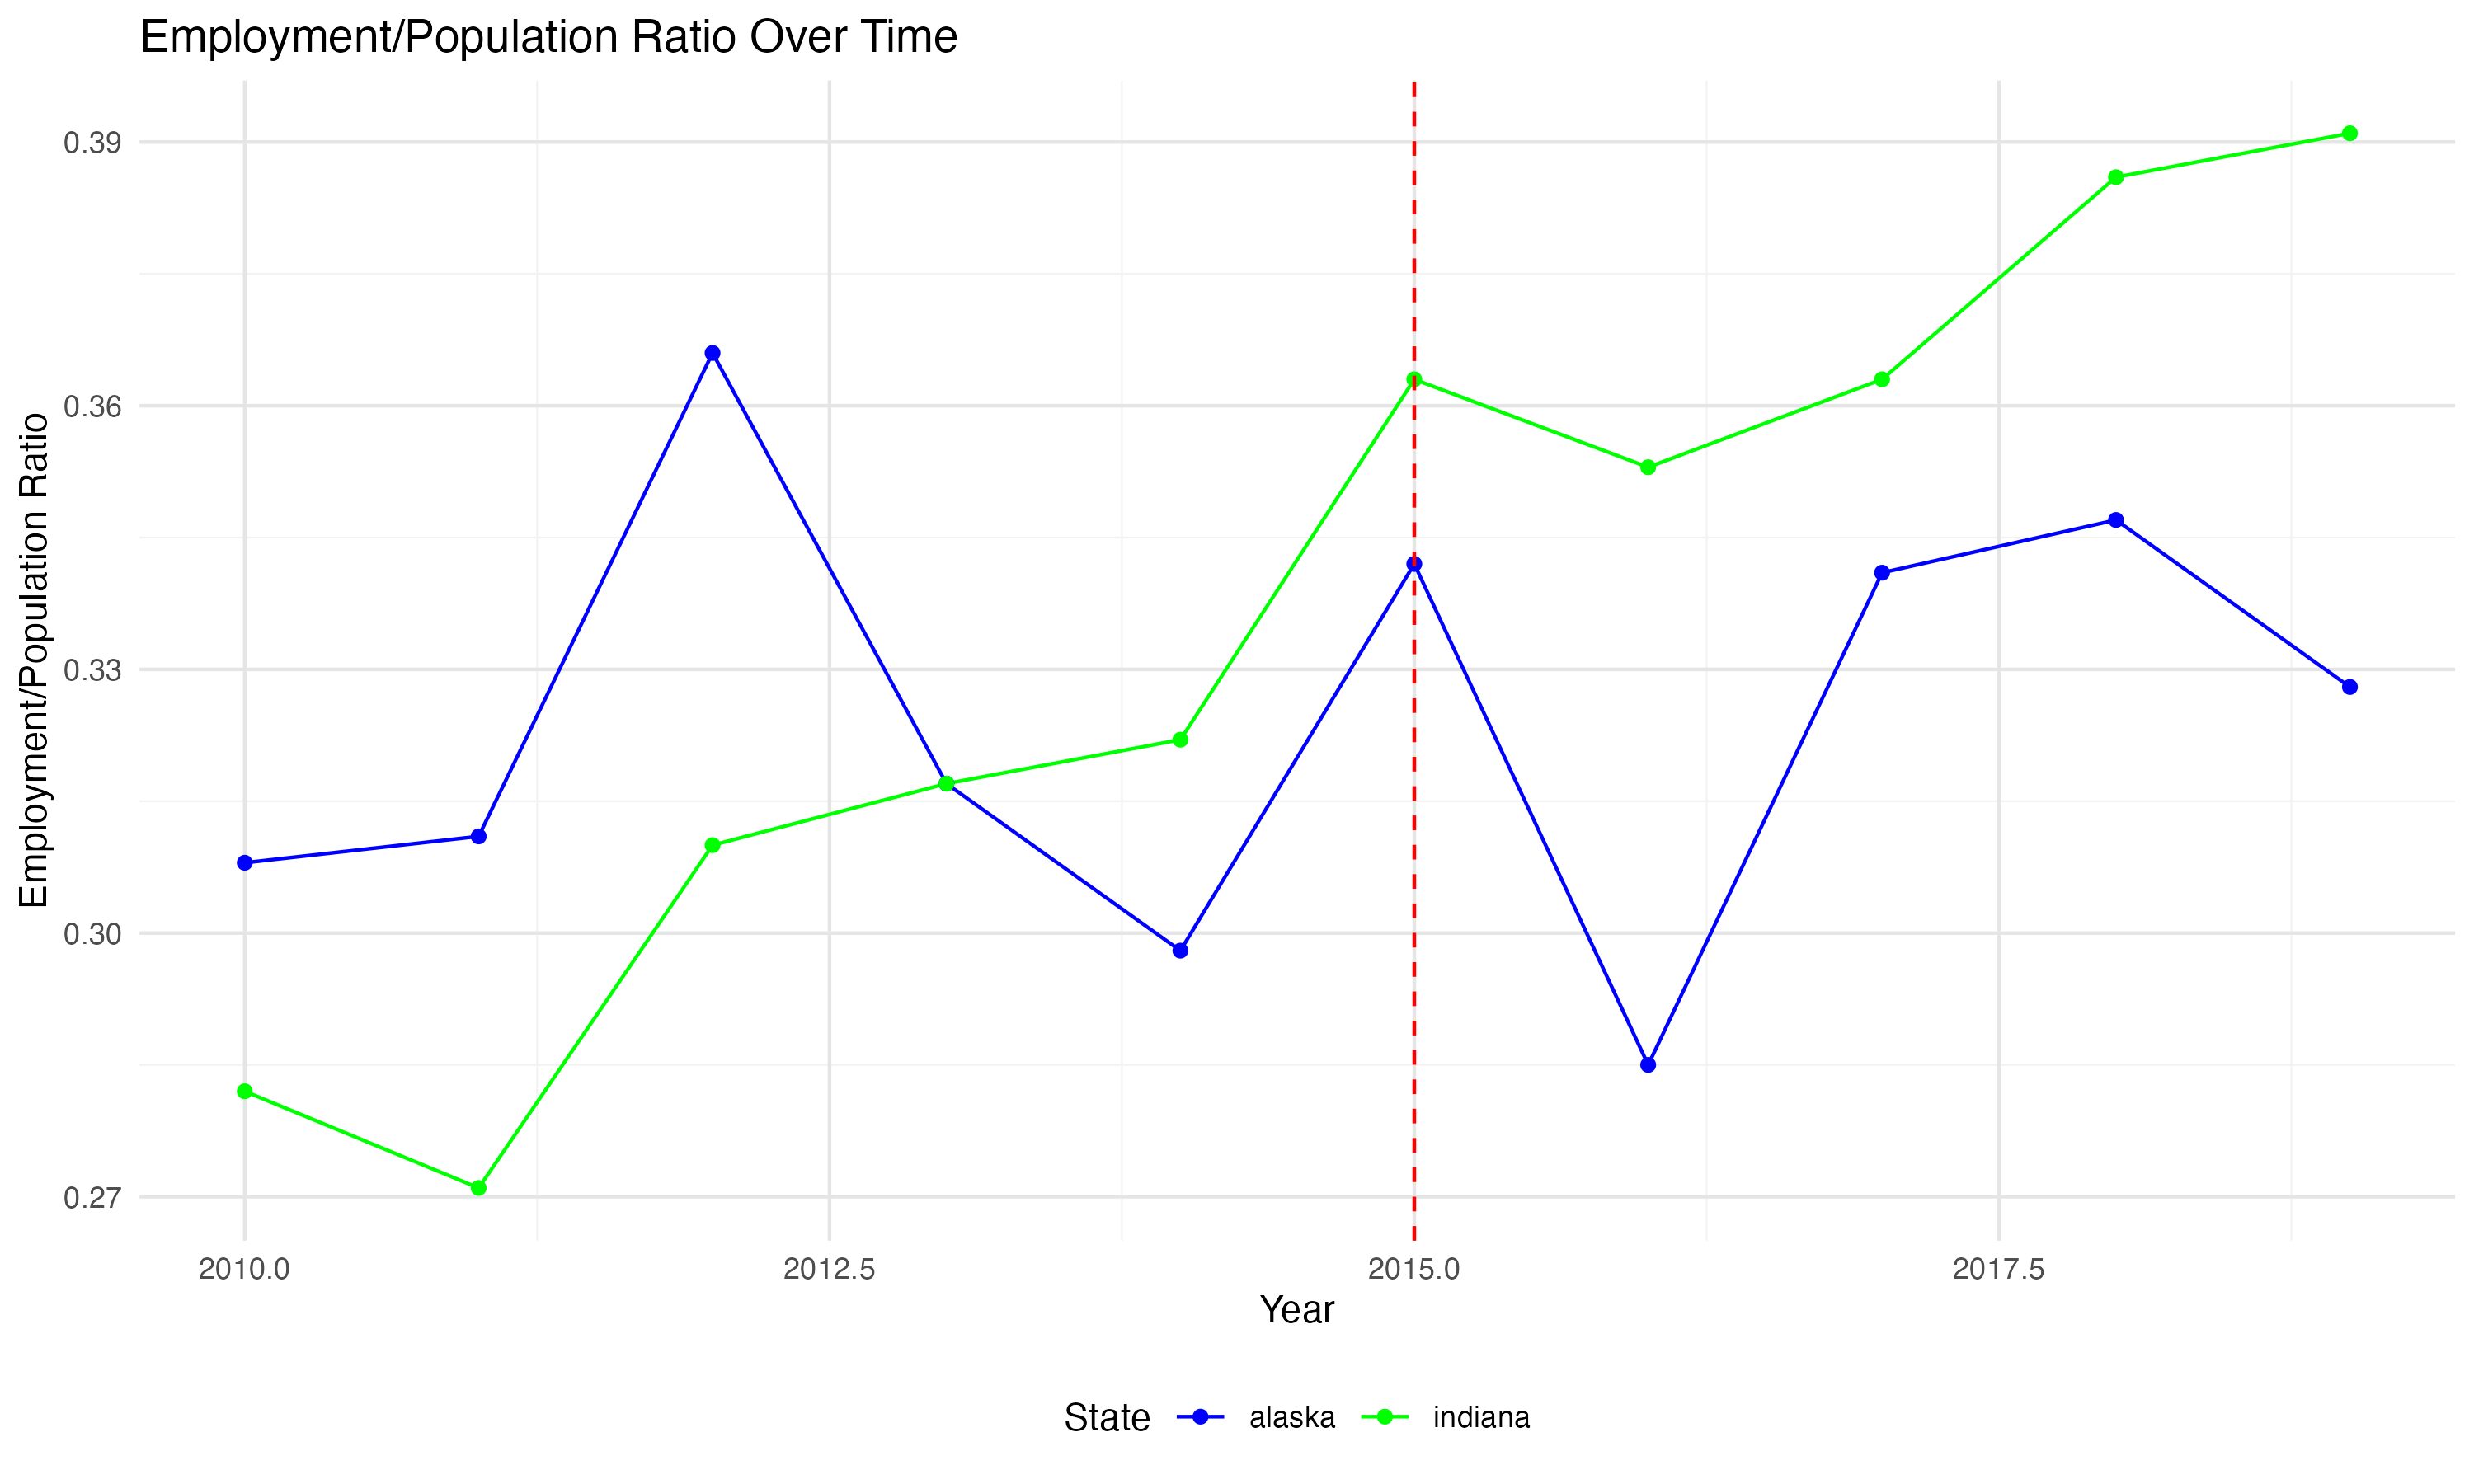 Employment/Population Ratio Over Time
Employment/Population Ratio
0.39
0.36
0.33
0.30
0.27
2010.0 2012.5 2015.0 2017.5
Year
State alaska indiana